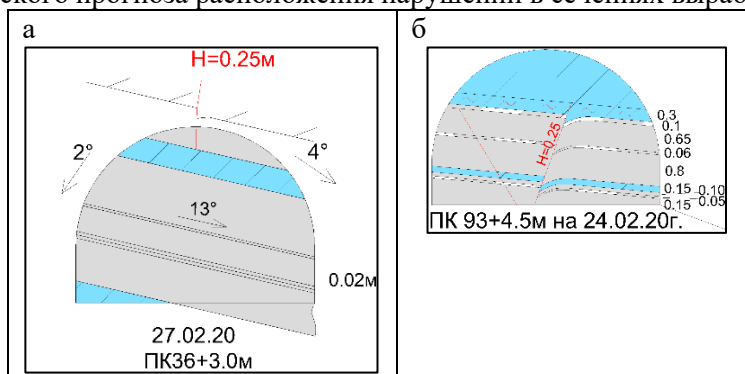 ского прогноза расположения нарушений в сечениях выраб
а
H=0.25м
2°
4°
13°
0.02м
27.02.20
ПК36+3.0м
б
H=0.25
0.3
0.1
0.65
0.06
0.8
0.15
0.10
0.05
0.15
ПК 93+4.5м на 24.02.20г.